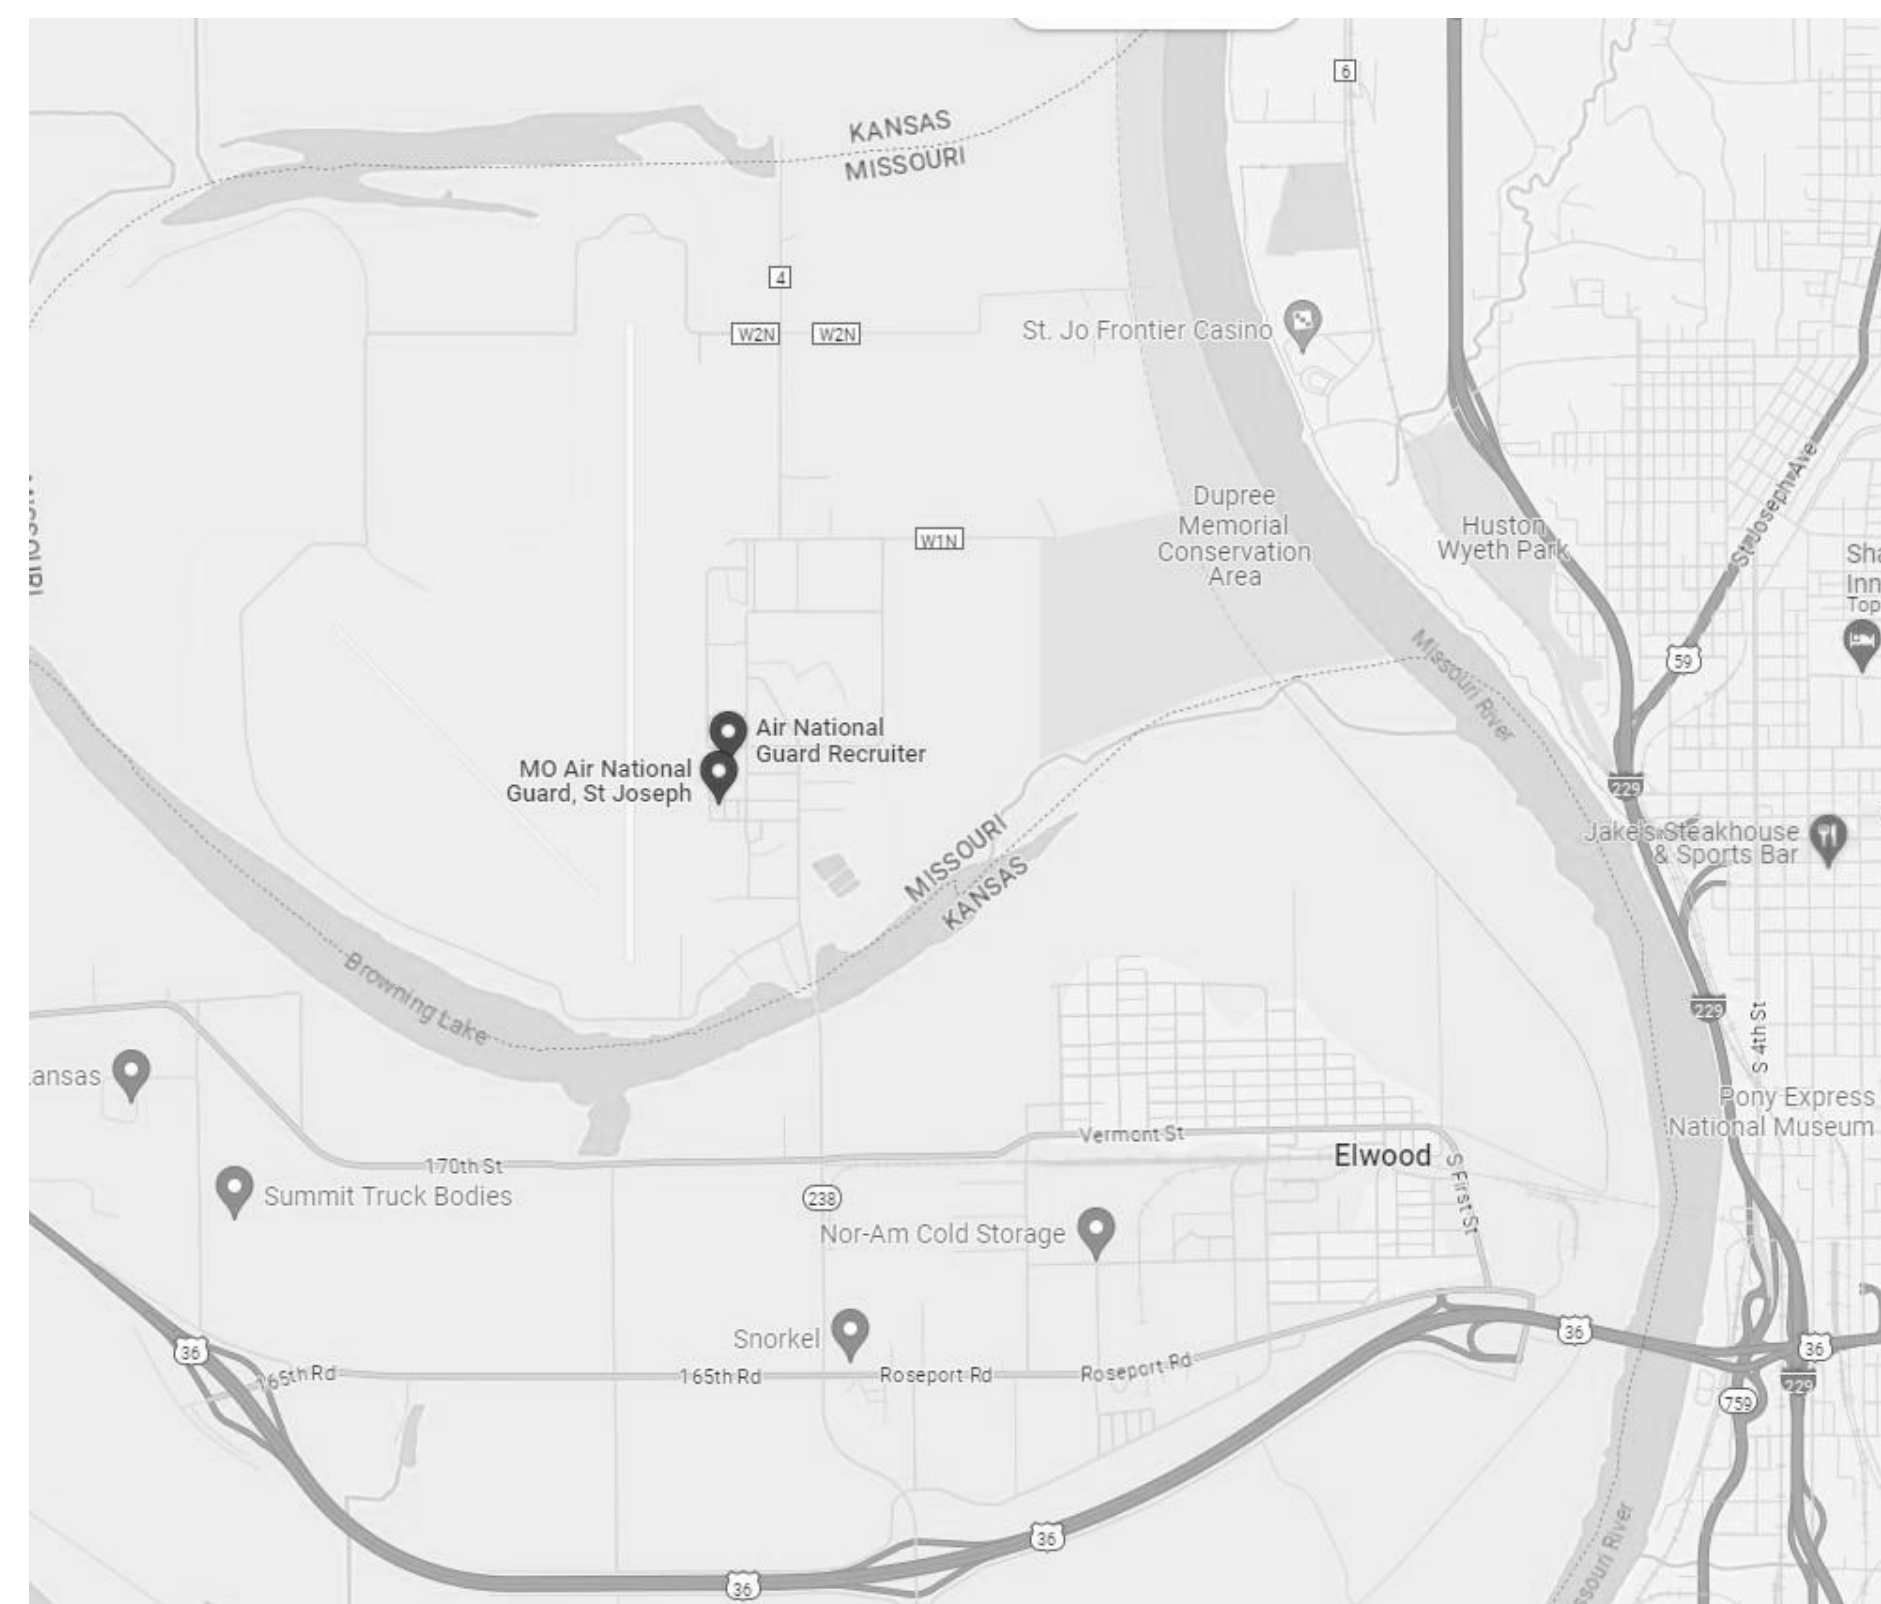 6
KANSAS
MISSOURI
4
W2N
W2N
St. Jo Frontier Casino
Dupree
Memorial
Conservation
Area
Huston
Wyeth Park
St Joseph Ave
W1N
Sha
Inn
Top
59
Missouri River
Air National
Guard Recruiter
MO Air National
Guard, St Joseph
229
Jake's Steakhouse
& Sports Bar
MISSOURI
KANSAS
Browning Lake
229
S 4th St
ansas
Pony Express
National Museum
Vermont St
Elwood
S First St
170th St
Summit Truck Bodies
238
Nor-Am Cold Storage
Snorkel
36
36
36
165th Rd
165th Rd
Roseport Rd
Roseport Rd
229
759
36
36
ssouri River